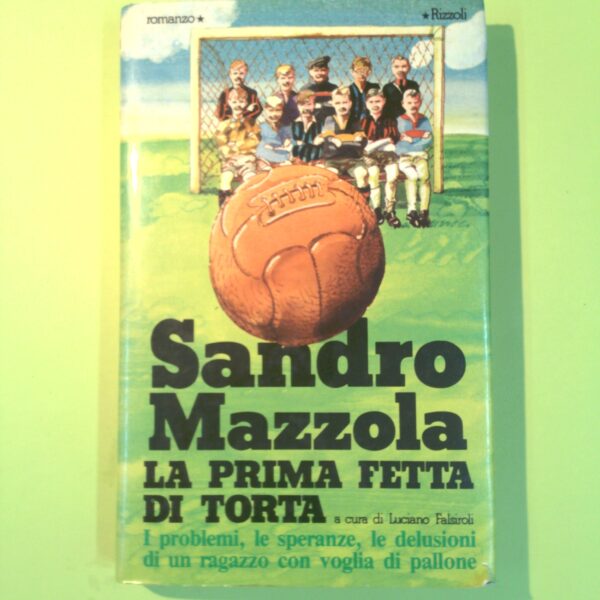 romanzo★ ★Rizzoli
Sandro
Mazzola
LA PRIMA FETTA
DI TORTA a cura di Luciano Falsiroli
I problemi, le speranze, le delusioni
di un ragazzo con voglia di pallone